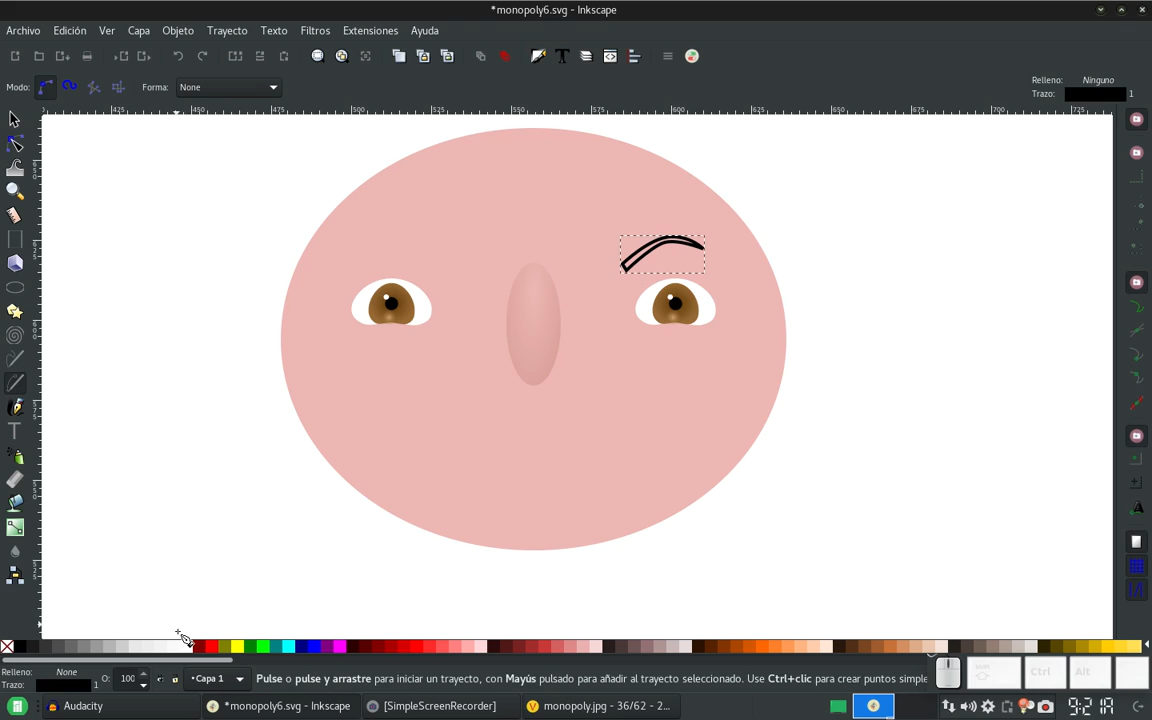 *monopoly6.svg - Inkscape
Archivo Edición Ver Capa Objeto Trayecto Texto Filtros Extensiones Ayuda
Modo: Forma: None
Relleno: Ninguno
Trazo: 1
425 450 475 500 525 550 575 600 625 650 675 700 725
Relleno: None
Trazo: 1
O: 100
•Capa 1
Pulse o pulse y arrastre para iniciar un trayecto, con Mayús pulsado para añadir al trayecto seleccionado. Use Ctrl+clic para crear puntos simple
Ctrl Alt
Audacity
*monopoly6.svg - Inkscape
[SimpleScreenRecorder]
monopoly.jpg - 36/62 - 2...
9:21